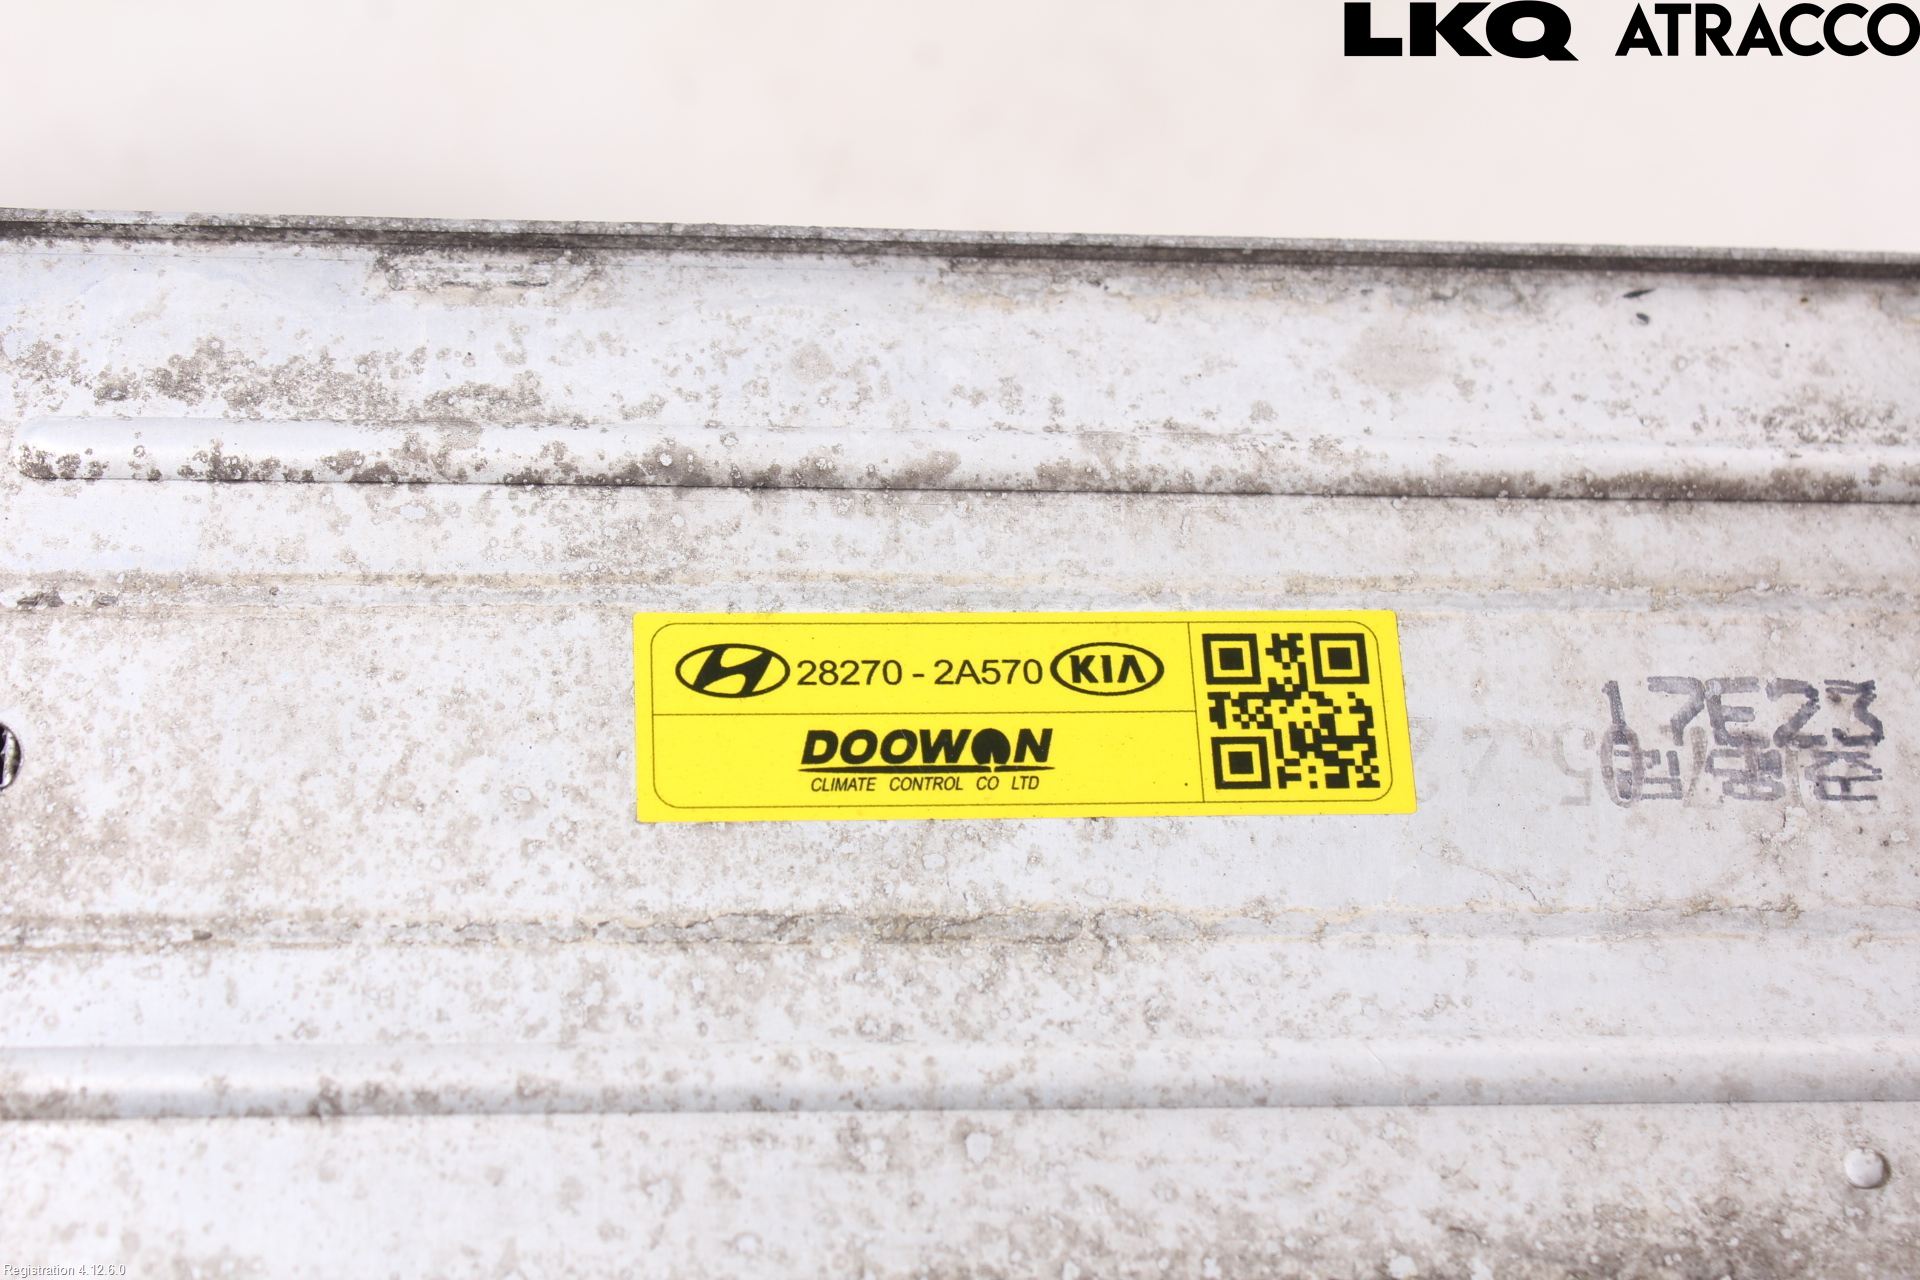 LKQ ATRACCO
28270 - 2A570 KIA
DOOWON
CLIMATE CONTROL CO LTD
17E23
Registration 4.12.6.0